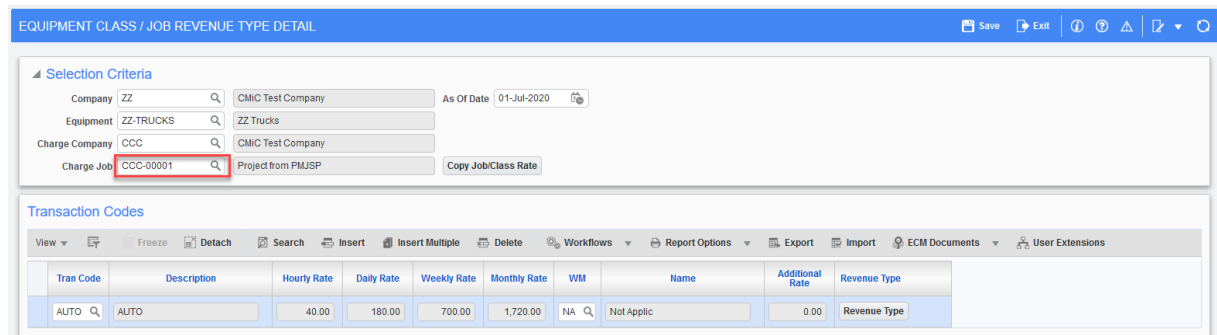 EQUIPMENT CLASS / JOB REVENUE TYPE DETAIL Save Exit
Selection Criteria
Company ZZ CMiC Test Company As Of Date 01-Jul-2020
Equipment ZZ-TRUCKS ZZ Trucks
Charge Company CCC CMiC Test Company
Charge Job CCC-00001 Project from PMJSP Copy Job/Class Rate
Transaction Codes
View Freeze Detach Search Insert Insert Multiple Delete Workflows Report Options Export Import ECM Documents User Extensions
Tran Code Description Hourly Rate Daily Rate Weekly Rate Monthly Rate WM Name Additional Rate Revenue Type
AUTO AUTO 40.00 180.00 700.00 1,720.00 NA Not Applic 0.00 Revenue Type